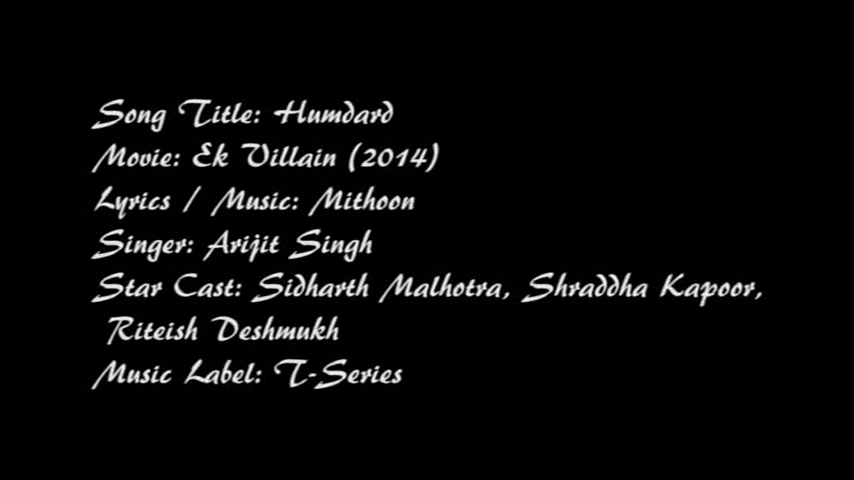 Song Title: Humdard
Movie: Ek Villain (2014)
Lyrics / Music: Mithoon
Singer: Arijit Singh
Star Cast: Sidharth Malhotra, Shraddha Kapoor,
Riteish Deshmukh
Music Label: T-Series